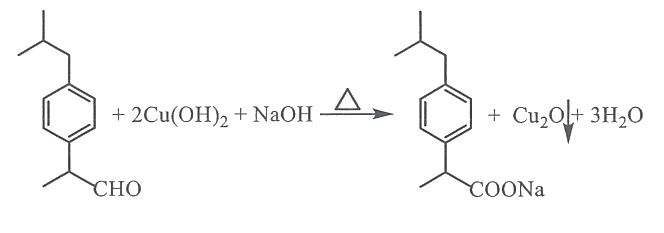 + 2Cu(OH)₂ + NaOH △ + Cu₂O↓ + 3H₂O
CHO COONa